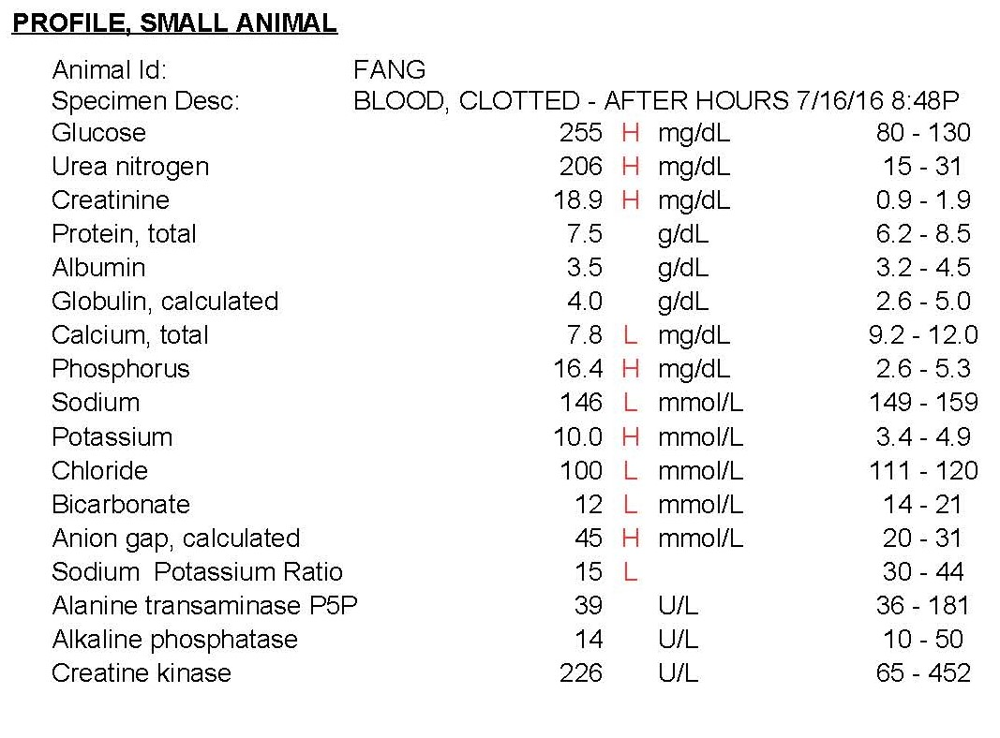 PROFILE, SMALL ANIMAL
Animal Id: FANG
Specimen Desc: BLOOD, CLOTTED - AFTER HOURS 7/16/16 8:48P
Glucose 255 H mg/dL 80 - 130
Urea nitrogen 206 H mg/dL 15 - 31
Creatinine 18.9 H mg/dL 0.9 - 1.9
Protein, total 7.5 g/dL 6.2 - 8.5
Albumin 3.5 g/dL 3.2 - 4.5
Globulin, calculated 4.0 g/dL 2.6 - 5.0
Calcium, total 7.8 L mg/dL 9.2 - 12.0
Phosphorus 16.4 H mg/dL 2.6 - 5.3
Sodium 146 L mmol/L 149 - 159
Potassium 10.0 H mmol/L 3.4 - 4.9
Chloride 100 L mmol/L 111 - 120
Bicarbonate 12 L mmol/L 14 - 21
Anion gap, calculated 45 H mmol/L 20 - 31
Sodium Potassium Ratio 15 L 30 - 44
Alanine transaminase P5P 39 U/L 36 - 181
Alkaline phosphatase 14 U/L 10 - 50
Creatine kinase 226 U/L 65 - 452